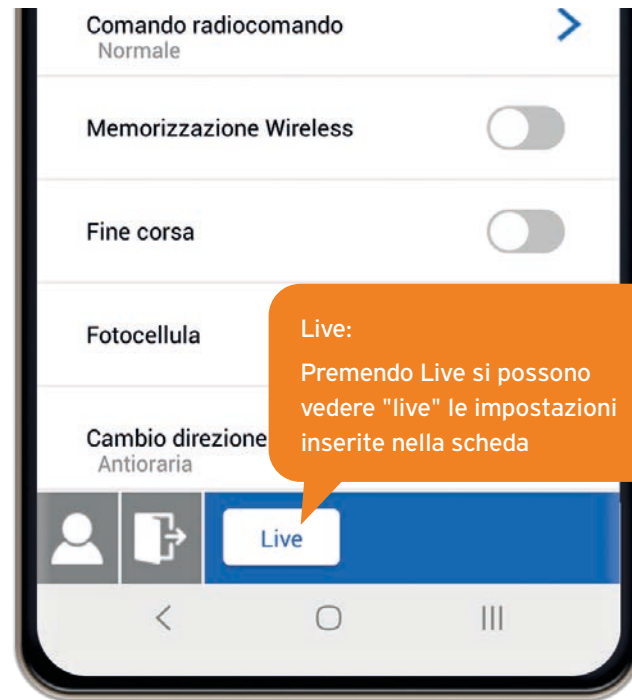 Comando radiocomando
Normale
Memorizzazione Wireless
Fine corsa
Fotocellula
Live:
Premendo Live si possono
vedere "live" le impostazioni
inserite nella scheda
Cambio direzione
Antioraria
Live